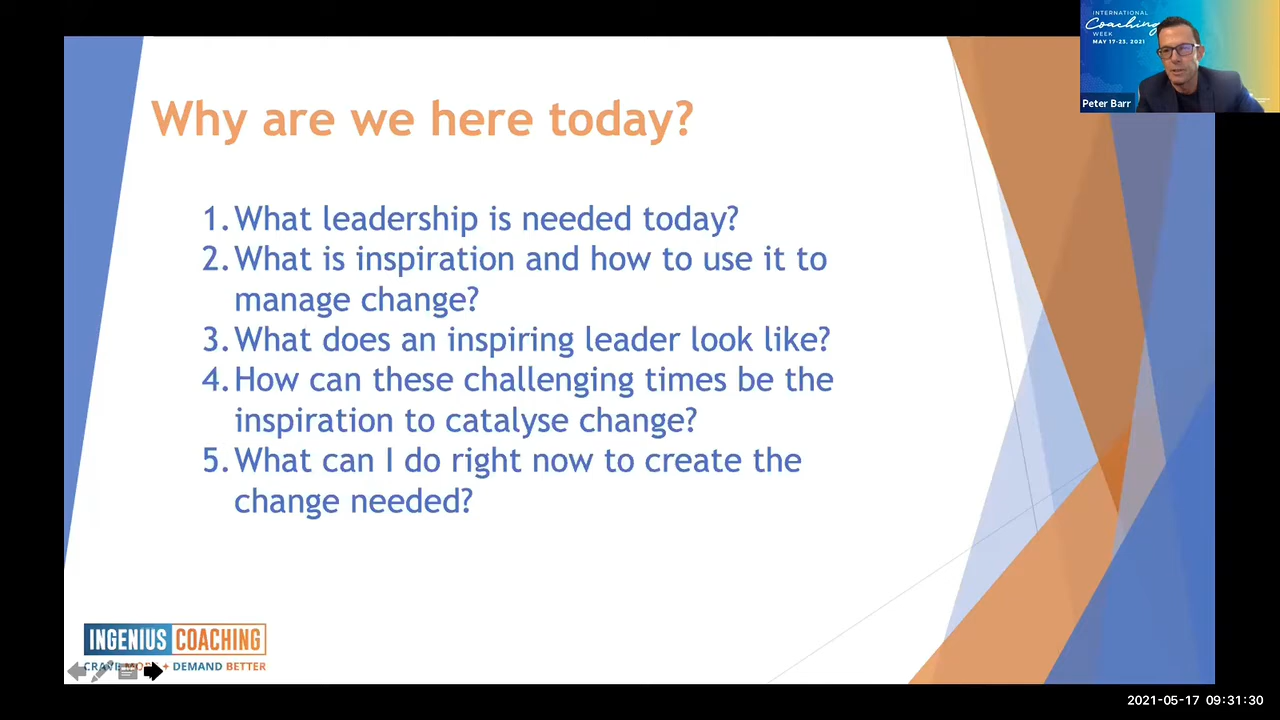 INTERNATIONAL
Coaching
WEEK
MAY 17-23, 2021
Peter Barr
Why are we here today?
1. What leadership is needed today?
2. What is inspiration and how to use it to
manage change?
3. What does an inspiring leader look like?
4. How can these challenging times be the
inspiration to catalyse change?
5. What can I do right now to create the
change needed?
INGENIUS COACHING
CRAVE MORE + DEMAND BETTER
2021-05-17 09:31:30